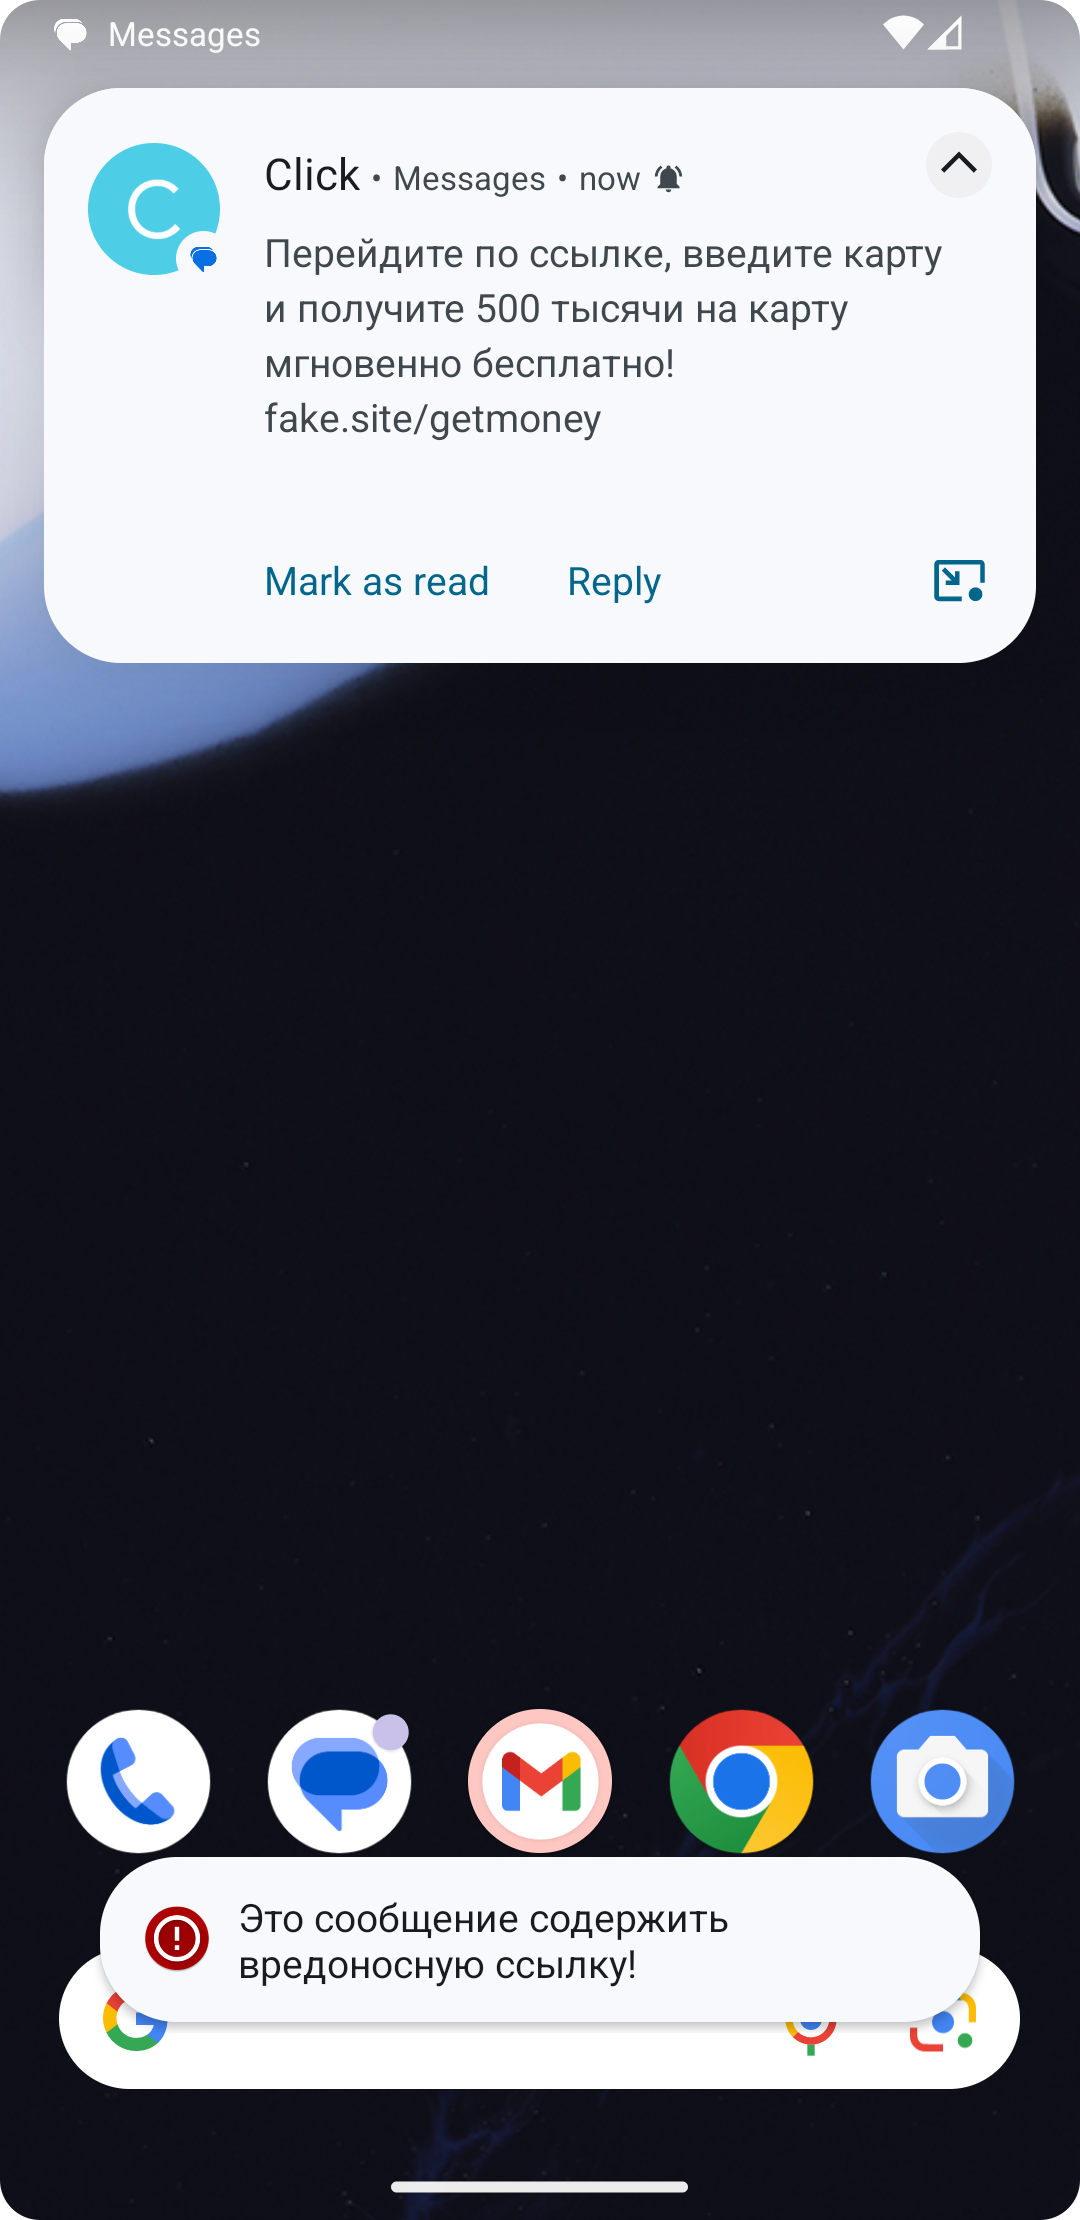 Messages
Click • Messages • now
Перейдите по ссылке, введите карту
и получите 500 тысячи на карту
мгновенно бесплатно!
fake.site/getmoney
Mark as read Reply
Это сообщение содержить
вредоносную ссылку!